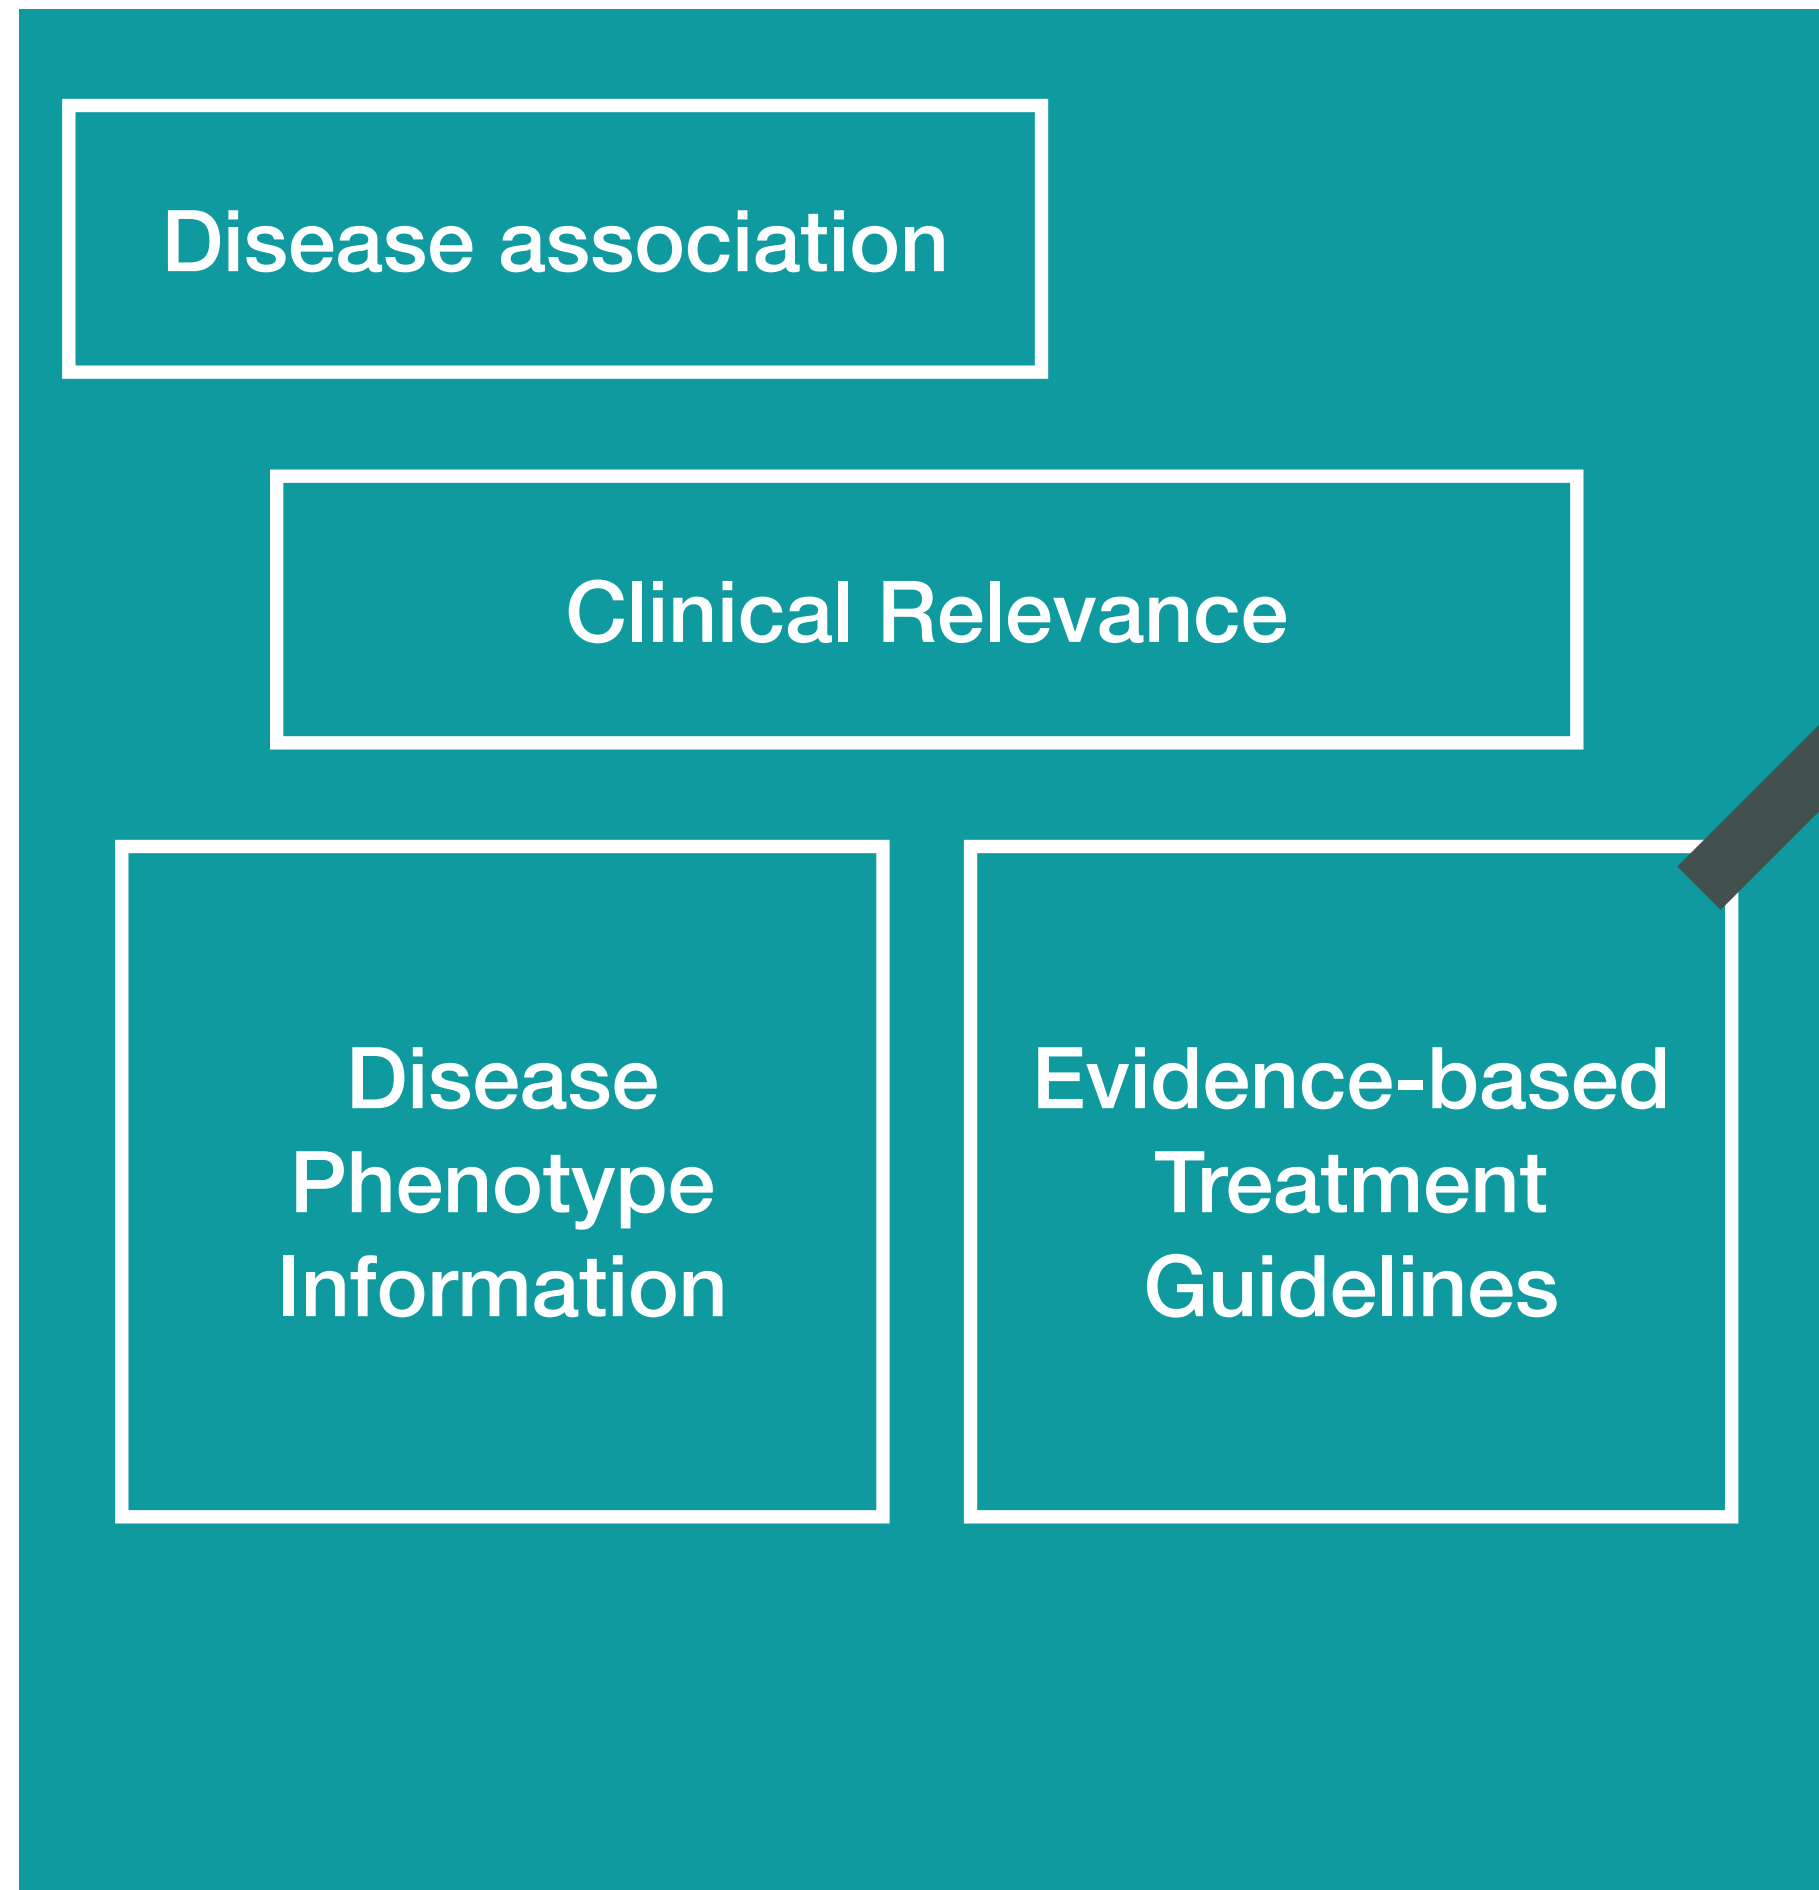 Disease association
Clinical Relevance
Disease
Phenotype
Information
Evidence-based
Treatment
Guidelines